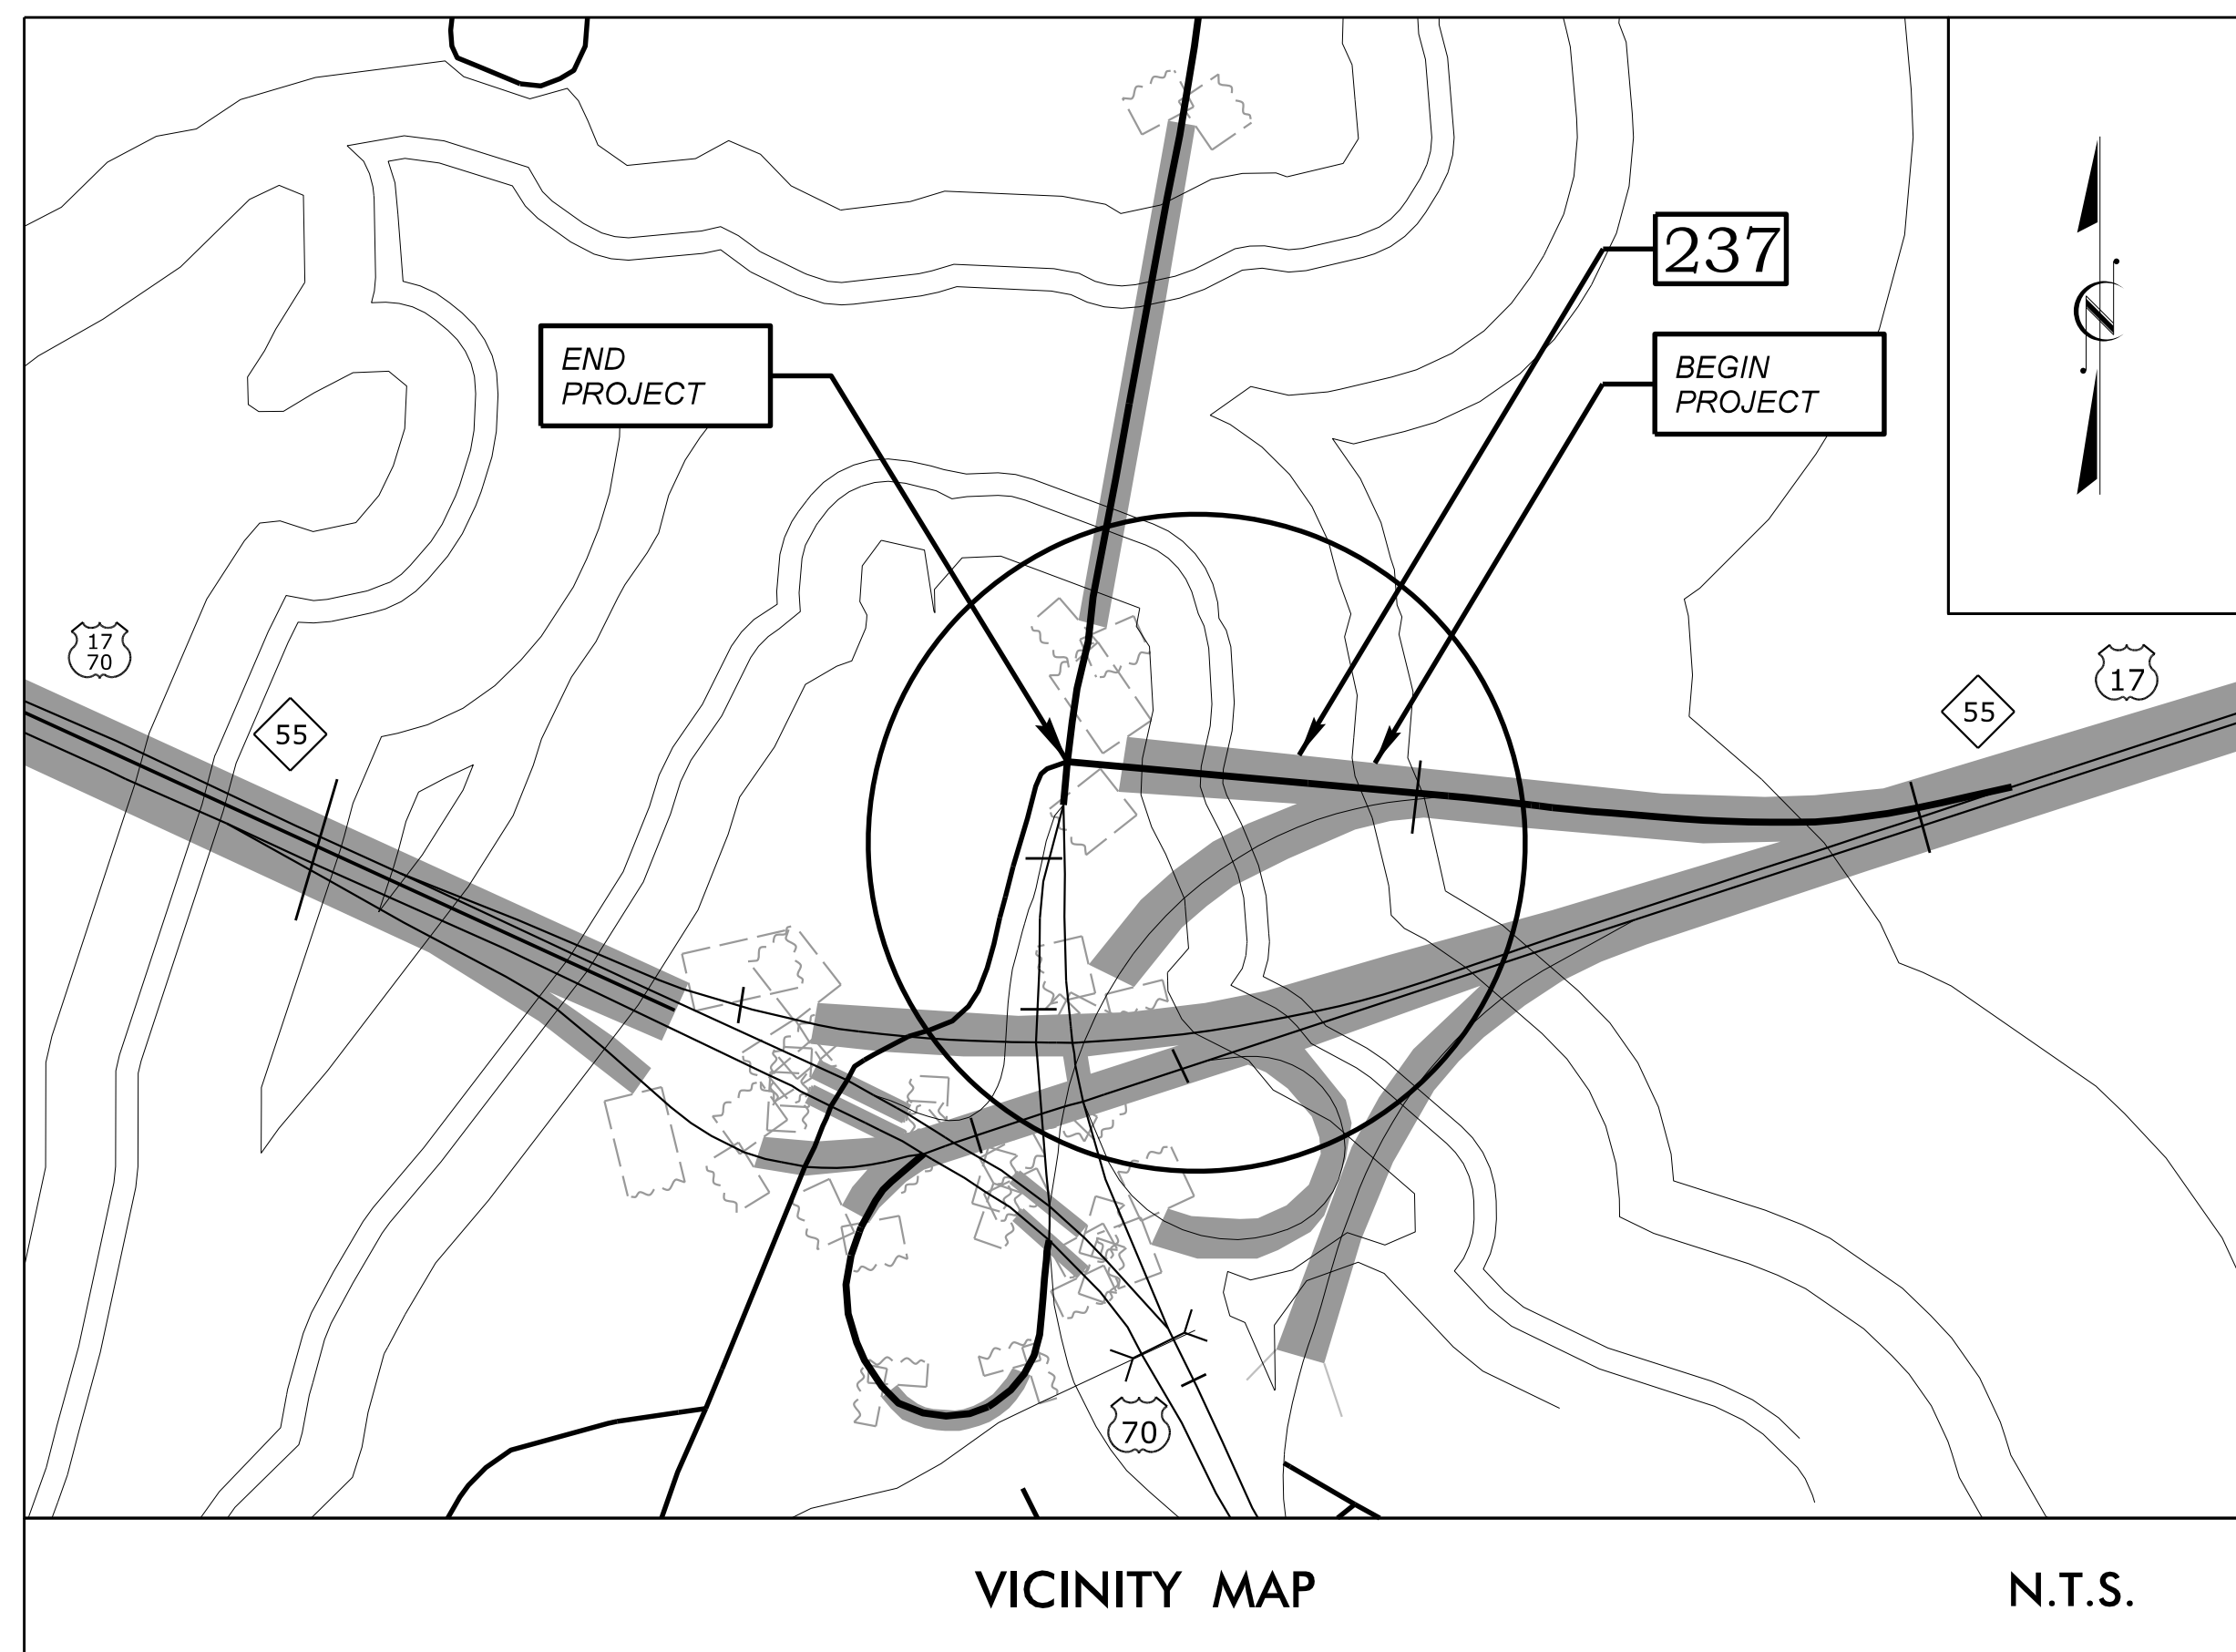 237
END
PROJECT
BEGIN
PROJECT
N
17
70
55
55
17
70
VICINITY MAP
N.T.S.